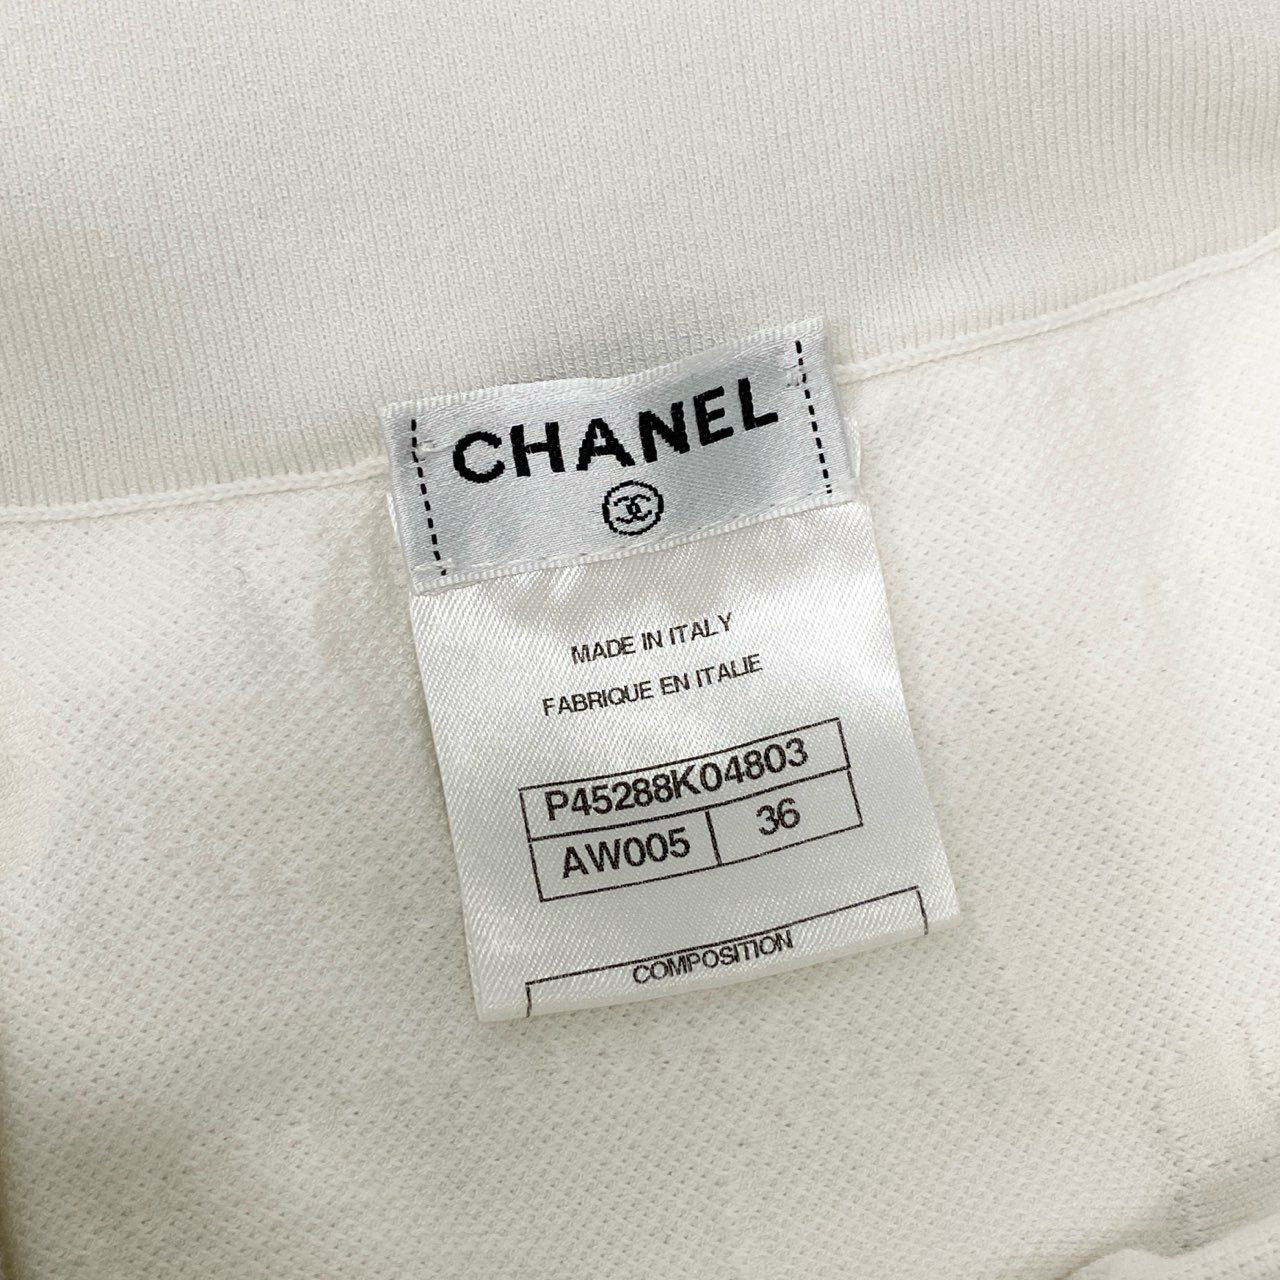 CHANEL
MADE IN ITALY
FABRIQUE EN ITALIE
P45288K04803
AW005 36
COMPOSITION